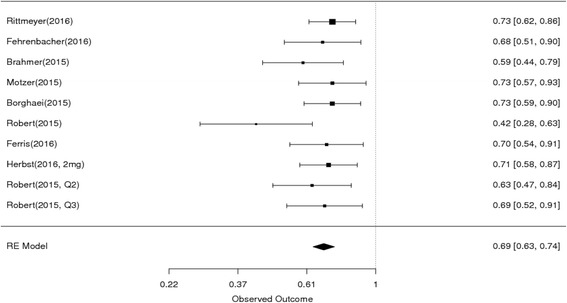 Rittmeyer(2016) 0.73 [0.62, 0.86]
Fehrenbacher(2016) 0.68 [0.51, 0.90]
Brahmer(2015) 0.59 [0.44, 0.79]
Motzer(2015) 0.73 [0.57, 0.93]
Borghaei(2015) 0.73 [0.59, 0.90]
Robert(2015) 0.42 [0.28, 0.63]
Ferris(2016) 0.70 [0.54, 0.91]
Herbst(2016, 2mg) 0.71 [0.58, 0.87]
Robert(2015, Q2) 0.63 [0.47, 0.84]
Robert(2015, Q3) 0.69 [0.52, 0.91]
RE Model 0.69 [0.63, 0.74]
0.22 0.37 0.61 1
Observed Outcome